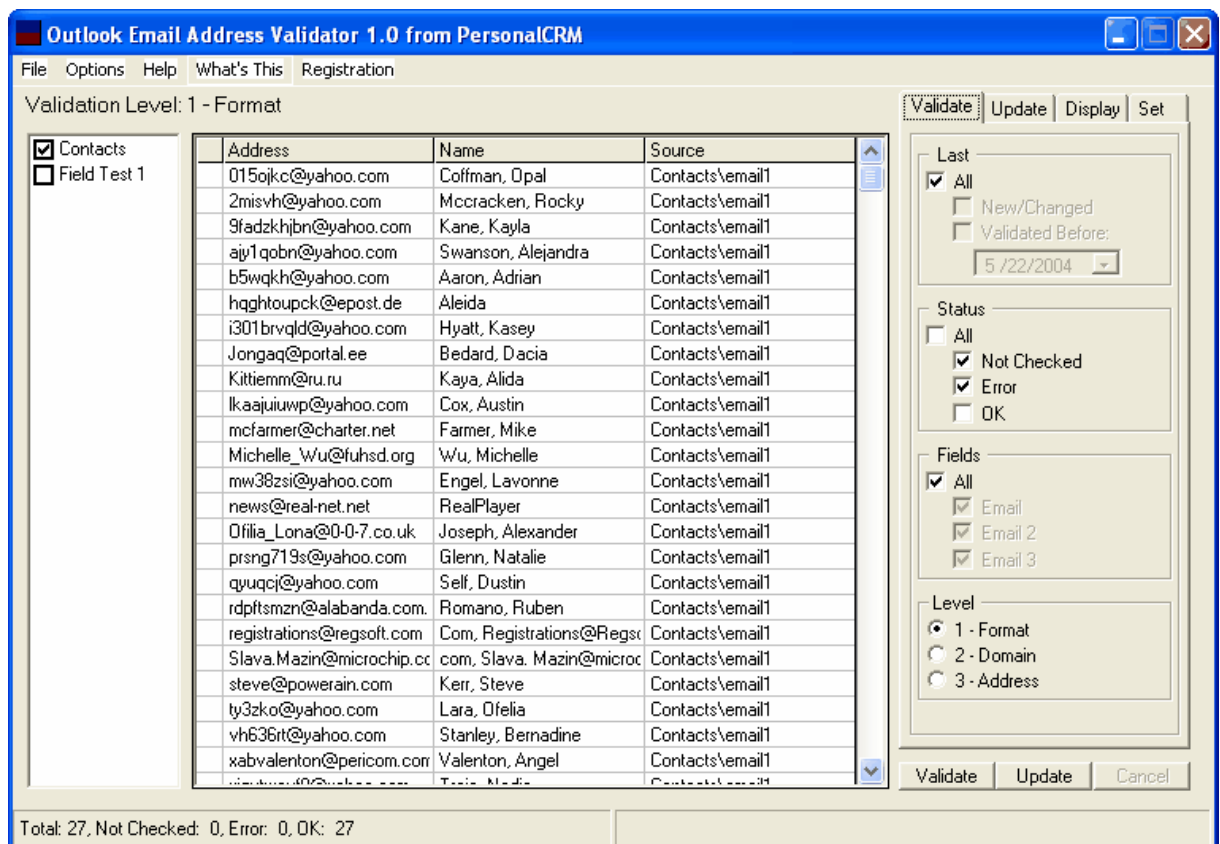 Outlook Email Address Validator 1.0 from PersonalCRM
File Options Help What's This Registration
Validation Level: 1 - Format
Contacts
Field Test 1
Address Name Source
015ojkc@yahoo.com Coffman, Opal Contacts\email1
2misvh@yahoo.com Mccracken, Rocky Contacts\email1
9fadzkhjbn@yahoo.com Kane, Kayla Contacts\email1
ajy1qobn@yahoo.com Swanson, Alejandra Contacts\email1
b5wqkh@yahoo.com Aaron, Adrian Contacts\email1
hqghtoupck@epost.de Aleida Contacts\email1
i301brvqld@yahoo.com Hyatt, Kasey Contacts\email1
Jongaq@portal.ee Bedard, Dacia Contacts\email1
Kittiemm@ru.ru Kaya, Alida Contacts\email1
lkaajuiuwp@yahoo.com Cox, Austin Contacts\email1
mcfarmer@charter.net Farmer, Mike Contacts\email1
Michelle_Wu@fuhsd.org Wu, Michelle Contacts\email1
mw38zsi@yahoo.com Engel, Lavonne Contacts\email1
news@real-net.net RealPlayer Contacts\email1
Ofilia_Lona@0-0-7.co.uk Joseph, Alexander Contacts\email1
prsng719s@yahoo.com Glenn, Natalie Contacts\email1
qyuqcj@yahoo.com Self, Dustin Contacts\email1
rdpftsmzn@alabanda.com. Romano, Ruben Contacts\email1
registrations@regsoft.com Com, Registrations@Regs Contacts\email1
Slava.Mazin@microchip.cc com, Slava. Mazin@microc Contacts\email1
steve@powerain.com Kerr, Steve Contacts\email1
ty3zko@yahoo.com Lara, Ofelia Contacts\email1
vh636rt@yahoo.com Stanley, Bernadine Contacts\email1
xabvalenton@pericom.com Valenton, Angel Contacts\email1
Total: 27, Not Checked: 0, Error: 0, OK: 27
Validate Update Display Set
Last
All
New/Changed
Validated Before:
5 /22/2004
Status
All
Not Checked
Error
OK
Fields
All
Email
Email 2
Email 3
Level
1 - Format
2 - Domain
3 - Address
Validate Update Cancel